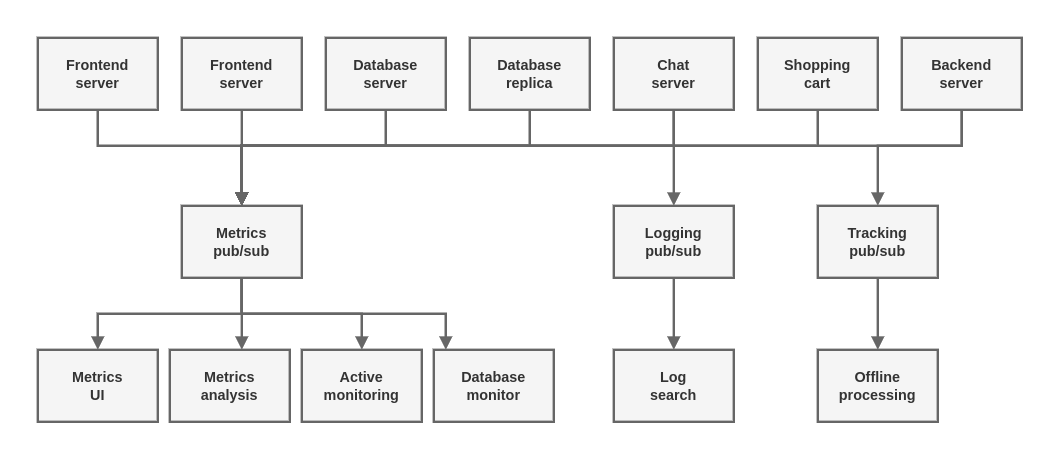 Frontend
server
Frontend
server
Database
server
Database
replica
Chat
server
Shopping
cart
Backend
server
Metrics
pub/sub
Logging
pub/sub
Tracking
pub/sub
Metrics
UI
Metrics
analysis
Active
monitoring
Database
monitor
Log
search
Offline
processing